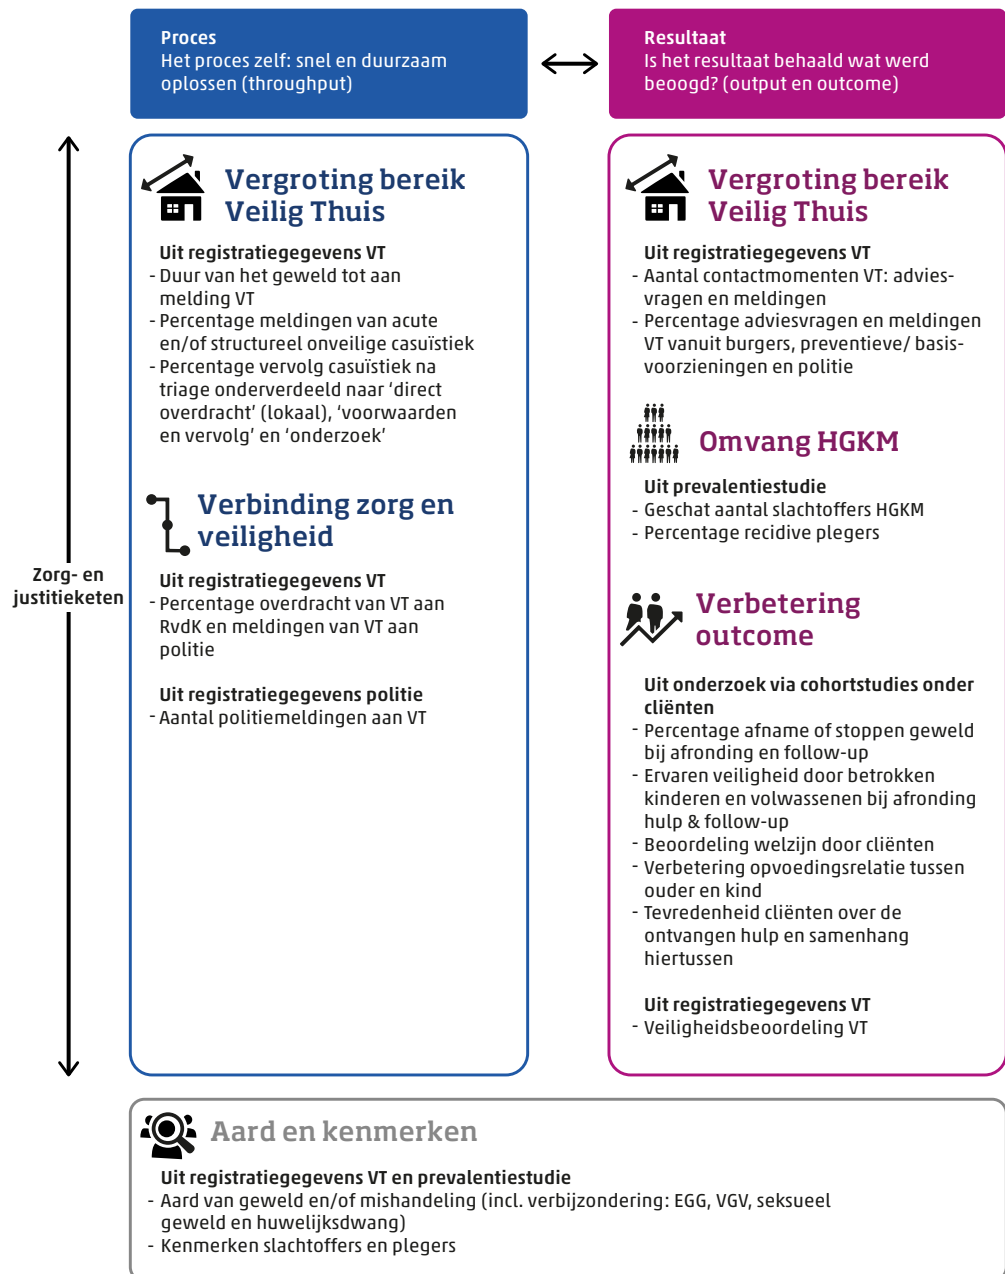 Proces
Het proces zelf: snel en duurzaam
oplossen (throughput)
Resultaat
Is het resultaat behaald wat werd
beoogd? (output en outcome)
Zorg- en
justitieketen
Vergroting bereik
Veilig Thuis
Uit registratiegegevens VT
- Duur van het geweld tot aan
melding VT
- Percentage meldingen van acute
en/of structureel onveilige casuïstiek
- Percentage vervolg casuïstiek na
triage onderverdeeld naar ‘direct
overdracht’ (lokaal), ‘voorwaarden
en vervolg’ en ‘onderzoek’
Verbinding zorg en
veiligheid
Uit registratiegegevens VT
- Percentage overdracht van VT aan
RvdK en meldingen van VT aan
politie
Uit registratiegegevens politie
- Aantal politiemeldingen aan VT
Vergroting bereik
Veilig Thuis
Uit registratiegegevens VT
- Aantal contactmomenten VT: advies-
vragen en meldingen
- Percentage adviesvragen en meldingen
VT vanuit burgers, preventieve/ basis-
voorzieningen en politie
Omvang HGKM
Uit prevalentiestudie
- Geschat aantal slachtoffers HGKM
- Percentage recidive plegers
Verbetering
outcome
Uit onderzoek via cohortstudies onder
cliënten
- Percentage afname of stoppen geweld
bij afronding en follow-up
- Ervaren veiligheid door betrokken
kinderen en volwassenen bij afronding
hulp & follow-up
- Beoordeling welzijn door cliënten
- Verbetering opvoedingsrelatie tussen
ouder en kind
- Tevredenheid cliënten over de
ontvangen hulp en samenhang
hiertussen
Uit registratiegegevens VT
- Veiligheidsbeoordeling VT
Aard en kenmerken
Uit registratiegegevens VT en prevalentiestudie
- Aard van geweld en/of mishandeling (incl. verbijzondering: EGG, VGV, seksueel
geweld en huwelijksdwang)
- Kenmerken slachtoffers en plegers